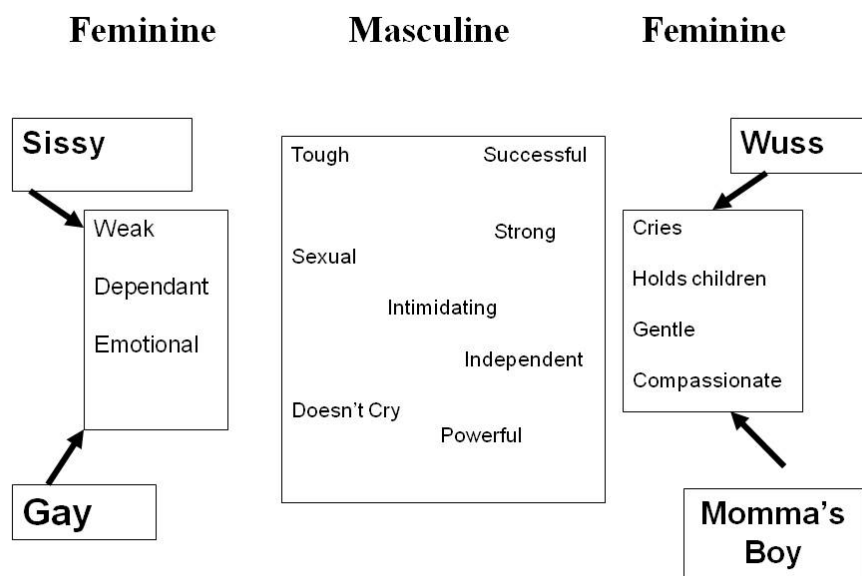 Feminine
Masculine
Feminine
Sissy
Weak
Dependant
Emotional
Gay
Tough
Successful
Strong
Sexual
Intimidating
Independent
Doesn't Cry
Powerful
Wuss
Cries
Holds children
Gentle
Compassionate
Momma's
Boy